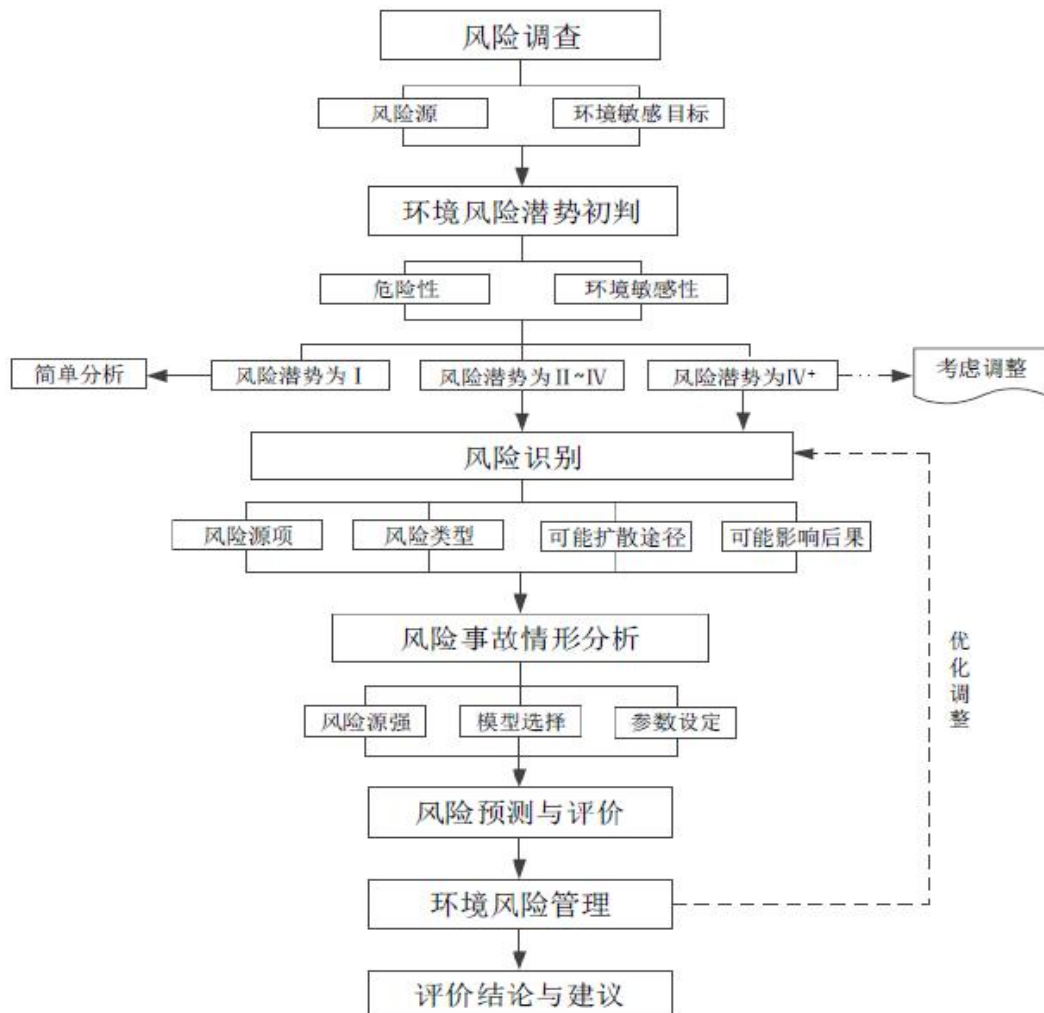 风险调查
风险源
环境敏感目标
环境风险潜势初判
危险性
环境敏感性
简单分析
风险潜势为Ⅰ
风险潜势为Ⅱ~Ⅳ
风险潜势为Ⅳ⁺
考虑调整
风险识别
风险源项
风险类型
可能扩散途径
可能影响后果
风险事故情形分析
优化调整
风险源强
模型选择
参数设定
风险预测与评价
环境风险管理
评价结论与建议